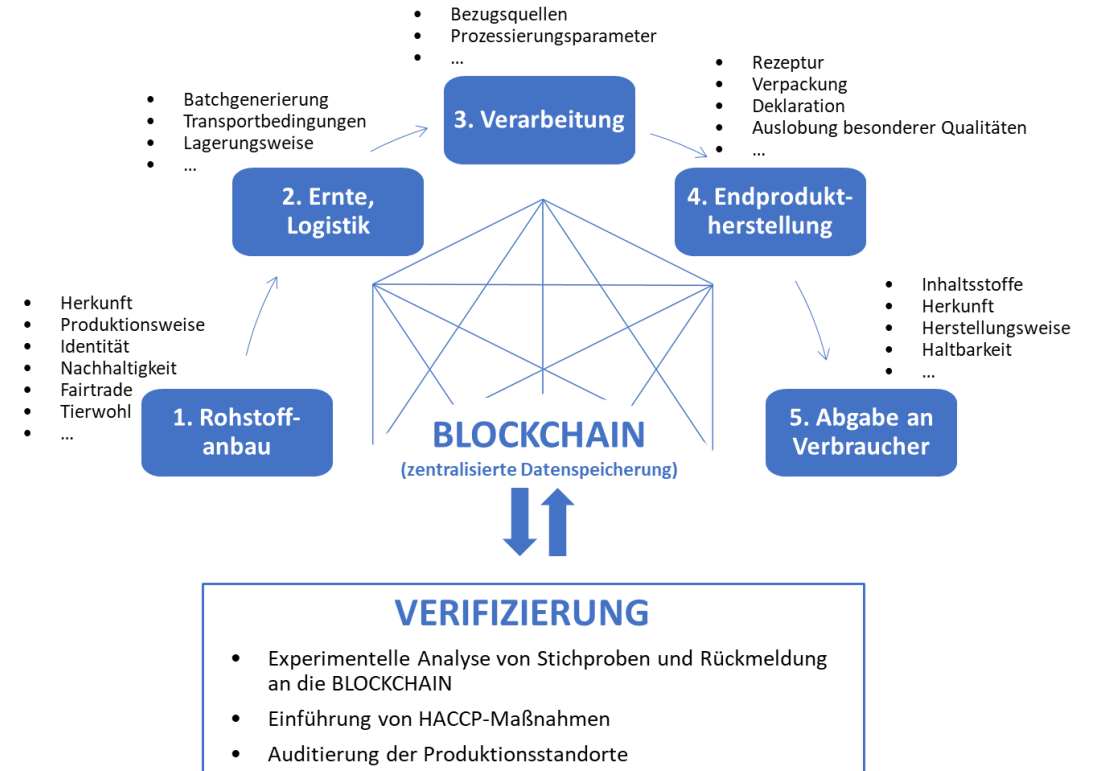 • Bezugsquellen
• Prozessierungsparameter
• ...
3. Verarbeitung
• Rezeptur
• Verpackung
• Deklaration
• Auslobung besonderer Qualitäten
• ...
• Batchgenerierung
• Transportbedingungen
• Lagerungsweise
• ...
2. Ernte,
Logistik
4. Endprodukt-
herstellung
• Herkunft
• Produktionsweise
• Identität
• Nachhaltigkeit
• Fairtrade
• Tierwohl
• ...
1. Rohstoff-
anbau
• Inhaltsstoffe
• Herkunft
• Herstellungsweise
• Haltbarkeit
• ...
5. Abgabe an
Verbraucher
BLOCKCHAIN
(zentralisierte Datenspeicherung)
VERIFIZIERUNG
• Experimentelle Analyse von Stichproben und Rückmeldung
an die BLOCKCHAIN
• Einführung von HACCP-Maßnahmen
• Auditierung der Produktionsstandorte